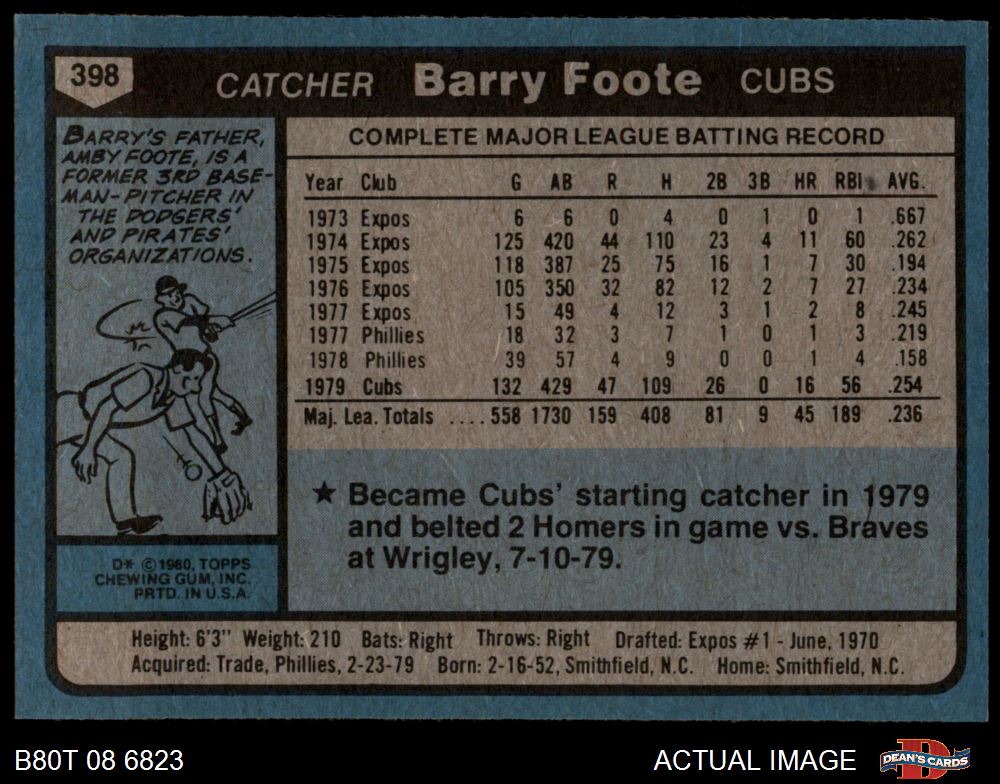 398 CATCHER Barry Foote CUBS
BARRY'S FATHER,
AMBY FOOTE, IS A
FORMER 3RD BASE-
MAN-PITCHER IN
THE DODGERS'
AND PIRATES'
ORGANIZATIONS.
COMPLETE MAJOR LEAGUE BATTING RECORD
Year Club G AB R H 2B 3B HR RBI AVG.
1973 Expos 6 6 0 4 0 1 0 1 .667
1974 Expos 125 420 44 110 23 4 11 60 .262
1975 Expos 118 387 25 75 16 1 7 30 .194
1976 Expos 105 350 32 82 12 2 7 27 .234
1977 Expos 15 49 4 12 3 1 2 8 .245
1977 Phillies 18 32 3 7 1 0 1 3 .219
1978 Phillies 39 57 4 9 0 0 1 4 .158
1979 Cubs 132 429 47 109 26 0 16 56 .254
Maj. Lea. Totals .... 558 1730 159 408 81 9 45 189 .236
★ Became Cubs' starting catcher in 1979
and belted 2 Homers in game vs. Braves
at Wrigley, 7-10-79.
D* © 1980, TOPPS
CHEWING GUM, INC.
PRTD. IN U.S.A.
Height: 6'3" Weight: 210 Bats: Right Throws: Right Drafted: Expos #1 - June, 1970
Acquired: Trade, Phillies, 2-23-79 Born: 2-16-52, Smithfield, N.C. Home: Smithfield, N.C.
B80T 08 6823 ACTUAL IMAGE DEAN'S CARDS